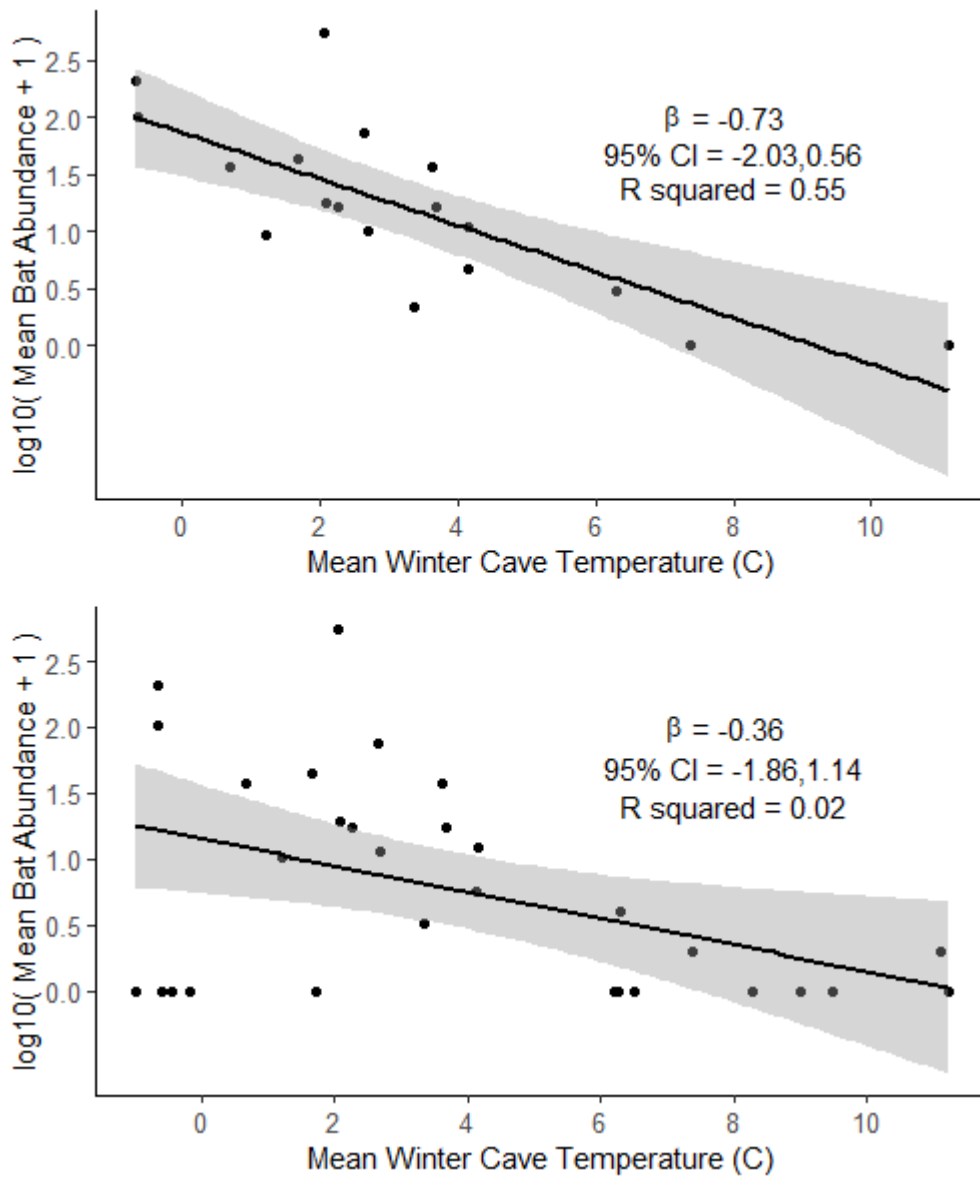 log10( Mean Bat Abundance + 1 )
2.5
2.0
1.5
1.0
0.5
0.0
β = -0.73
95% CI = -2.03,0.56
R squared = 0.55
0 2 4 6 8 10
Mean Winter Cave Temperature (C)
log10( Mean Bat Abundance + 1 )
2.5
2.0
1.5
1.0
0.5
0.0
β = -0.36
95% CI = -1.86,1.14
R squared = 0.02
0 2 4 6 8 10
Mean Winter Cave Temperature (C)